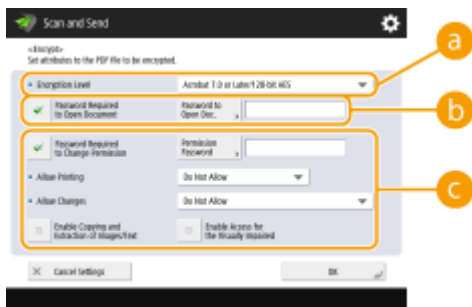 Scan and Send
<Encrypt>
Set attributes to the PDF file to be encrypted.
Encryption Level
Acrobat 7.0 or Later/128-bit AES
Password Required to Open Document
Password to Open Doc.
Password Required to Change Permission
Permission Password
Allow Printing
Do Not Allow
Allow Changes
Do Not Allow
Enable Copying and Extraction of Images/Text
Enable Access for the Visually Impaired
Cancel Settings
OK
a
b
c